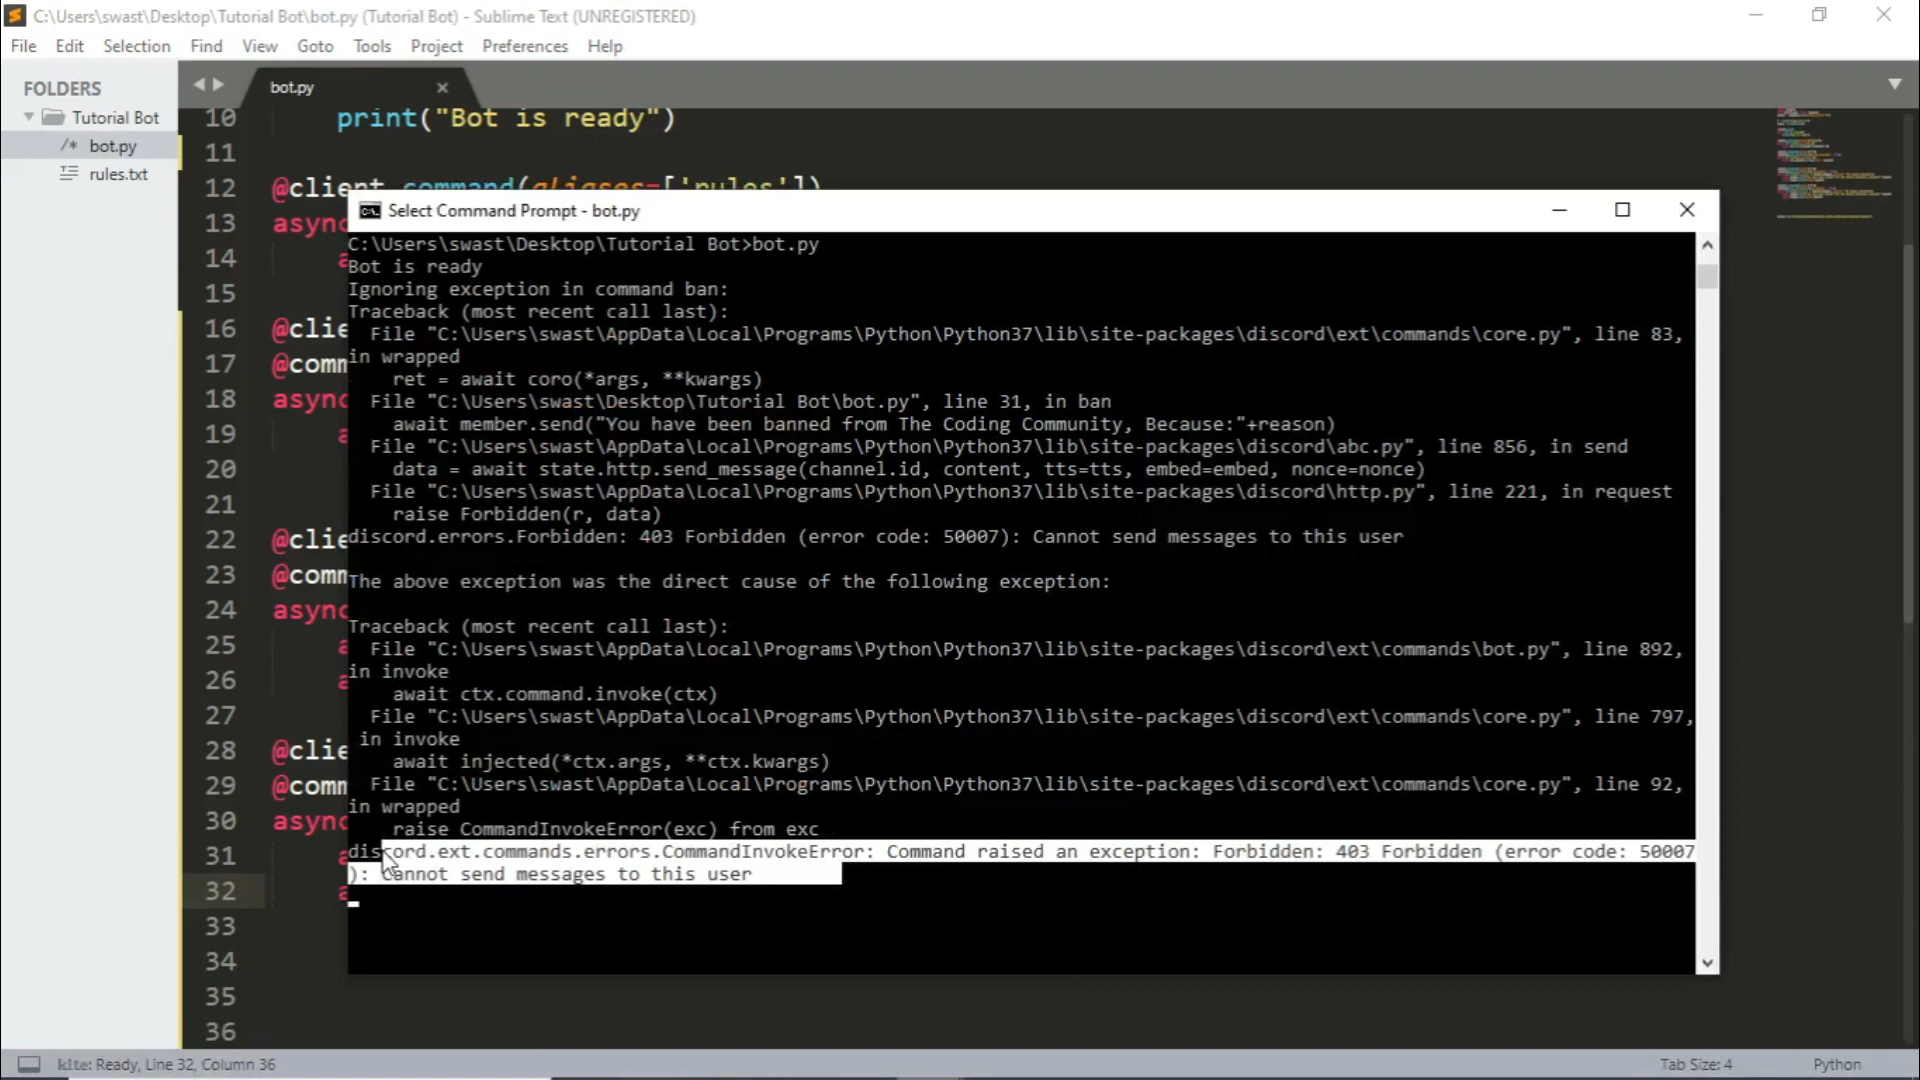 C:\Users\swast\Desktop\Tutorial Bot\bot.py (Tutorial Bot) - Sublime Text (UNREGISTERED)
File Edit Selection Find View Goto Tools Project Preferences Help
FOLDERS
Tutorial Bot
/* bot.py
rules.txt
bot.py
10 print("Bot is ready")
11
12 @client.command(aliases=['rules'])
13 async
14
15
16 @clie
17 @comm
18 async
19
20
21
22 @clie
23 @comm
24 async
25
26
27
28 @clie
29 @comm
30 async
31
32
33
34
35
36
Select Command Prompt - bot.py
C:\Users\swast\Desktop\Tutorial Bot>bot.py
Bot is ready
Ignoring exception in command ban:
Traceback (most recent call last):
File "C:\Users\swast\AppData\Local\Programs\Python\Python37\lib\site-packages\discord\ext\commands\core.py", line 83,
in wrapped
ret = await coro(*args, **kwargs)
File "C:\Users\swast\Desktop\Tutorial Bot\bot.py", line 31, in ban
await member.send("You have been banned from The Coding Community, Because:"+reason)
File "C:\Users\swast\AppData\Local\Programs\Python\Python37\lib\site-packages\discord\abc.py", line 856, in send
data = await state.http.send_message(channel.id, content, tts=tts, embed=embed, nonce=nonce)
File "C:\Users\swast\AppData\Local\Programs\Python\Python37\lib\site-packages\discord\http.py", line 221, in request
raise Forbidden(r, data)
discord.errors.Forbidden: 403 Forbidden (error code: 50007): Cannot send messages to this user
The above exception was the direct cause of the following exception:
Traceback (most recent call last):
File "C:\Users\swast\AppData\Local\Programs\Python\Python37\lib\site-packages\discord\ext\commands\bot.py", line 892,
in invoke
await ctx.command.invoke(ctx)
File "C:\Users\swast\AppData\Local\Programs\Python\Python37\lib\site-packages\discord\ext\commands\core.py", line 797,
in invoke
await injected(*ctx.args, **ctx.kwargs)
File "C:\Users\swast\AppData\Local\Programs\Python\Python37\lib\site-packages\discord\ext\commands\core.py", line 92,
in wrapped
raise CommandInvokeError(exc) from exc
discord.ext.commands.errors.CommandInvokeError: Command raised an exception: Forbidden: 403 Forbidden (error code: 50007
): Cannot send messages to this user
kite: Ready, Line 32, Column 36
Tab Size: 4
Python